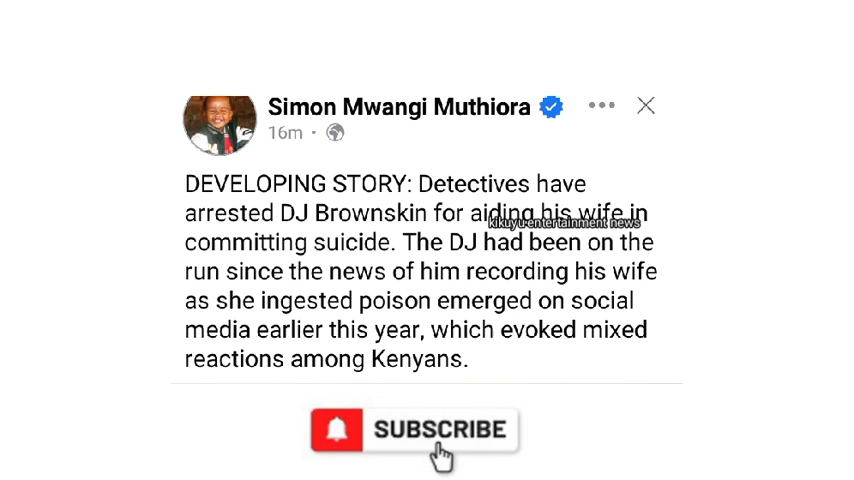 Simon Mwangi Muthiora
16m ·
DEVELOPING STORY: Detectives have
arrested DJ Brownskin for aiding his wife in
kikuyu entertainment news
committing suicide. The DJ had been on the
run since the news of him recording his wife
as she ingested poison emerged on social
media earlier this year, which evoked mixed
reactions among Kenyans.
SUBSCRIBE